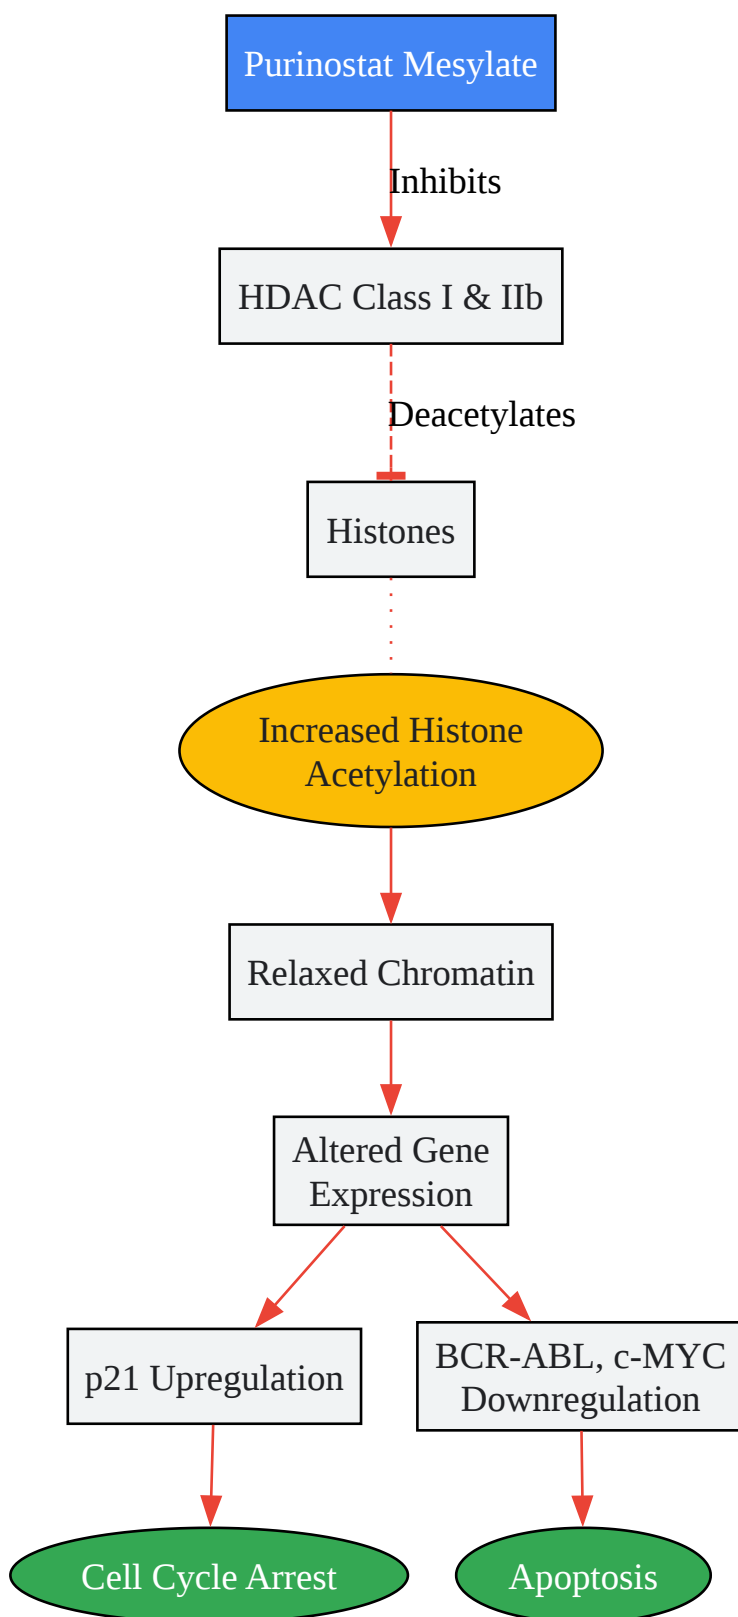 Purinostat Mesylate
Inhibits
HDAC Class I & IIb
Deacetylates
Histones
Increased Histone
Acetylation
Relaxed Chromatin
Altered Gene
Expression
p21 Upregulation
BCR-ABL, c-MYC
Downregulation
Cell Cycle Arrest
Apoptosis